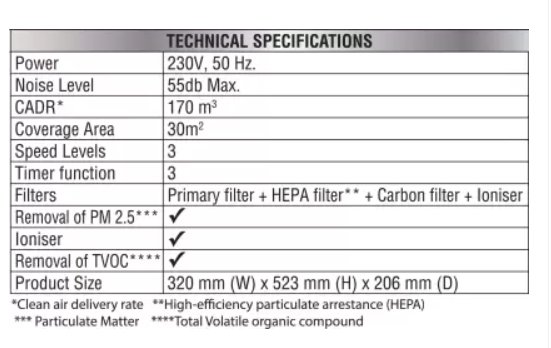 TECHNICAL SPECIFICATIONS
Power 230V, 50 Hz.
Noise Level 55db Max.
CADR* 170 m³
Coverage Area 30m²
Speed Levels 3
Timer function 3
Filters Primary filter + HEPA filter** + Carbon filter + Ioniser
Removal of PM 2.5*** ✓
Ioniser ✓
Removal of TVOC**** ✓
Product Size 320 mm (W) x 523 mm (H) x 206 mm (D)
*Clean air delivery rate **High-efficiency particulate arrestance (HEPA)
*** Particulate Matter ****Total Volatile organic compound